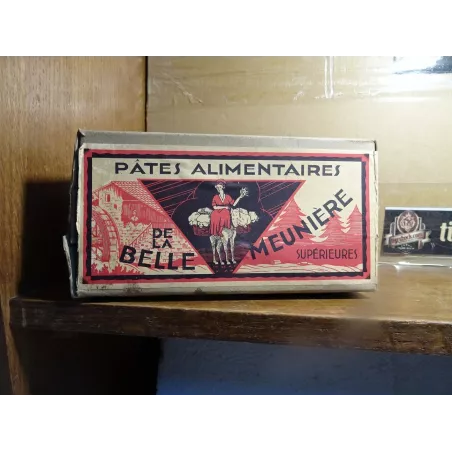 PÂTES ALIMENTAIRES
DE
LA
BELLE
MEUNIÈRE
SUPÉRIEURES